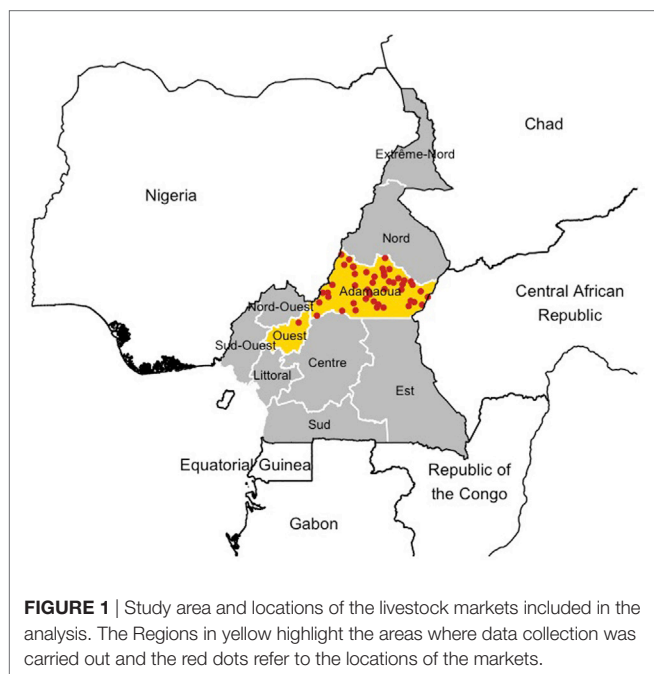 Chad
Extrême-Nord
Nigeria
Nord
Adamaoua
Central African
Republic
Nord-Ouest
Ouest
Sud-Ouest
Centre
Littoral
Est
Sud
Equatorial Guinea
Republic of
the Congo
Gabon
FIGURE 1 | Study area and locations of the livestock markets included in the
analysis. The Regions in yellow highlight the areas where data collection was
carried out and the red dots refer to the locations of the markets.